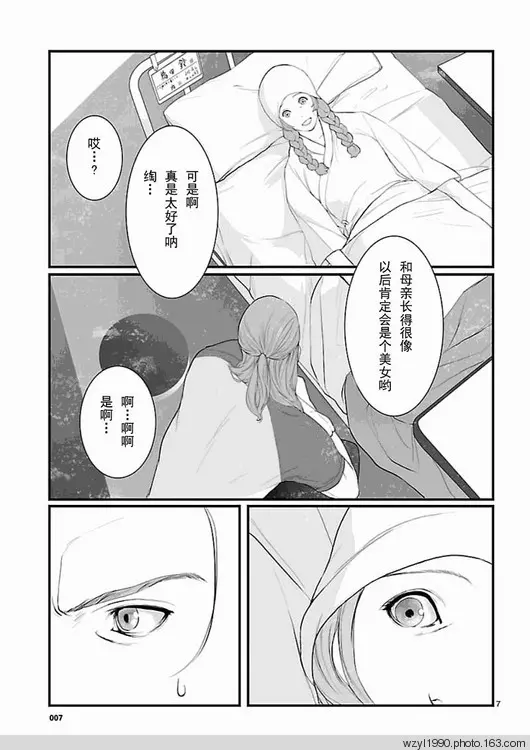 可是啊
真是太好了呐
绹…
哎…?
和母亲长得很像
以后肯定会是个美女哟
啊…啊啊
是啊…
7
007
wzyl1990.photo.163.com